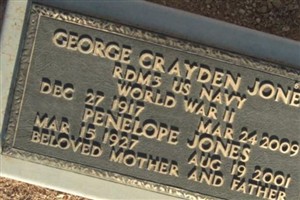 GEORGE CRAYDEN JONES
RDM3 US NAVY
WORLD WAR II
DEC 27 1917 MAR 24 2009
PENELOPE JONES
MAR 15 1927 AUG 19 2001
BELOVED MOTHER AND FATHER